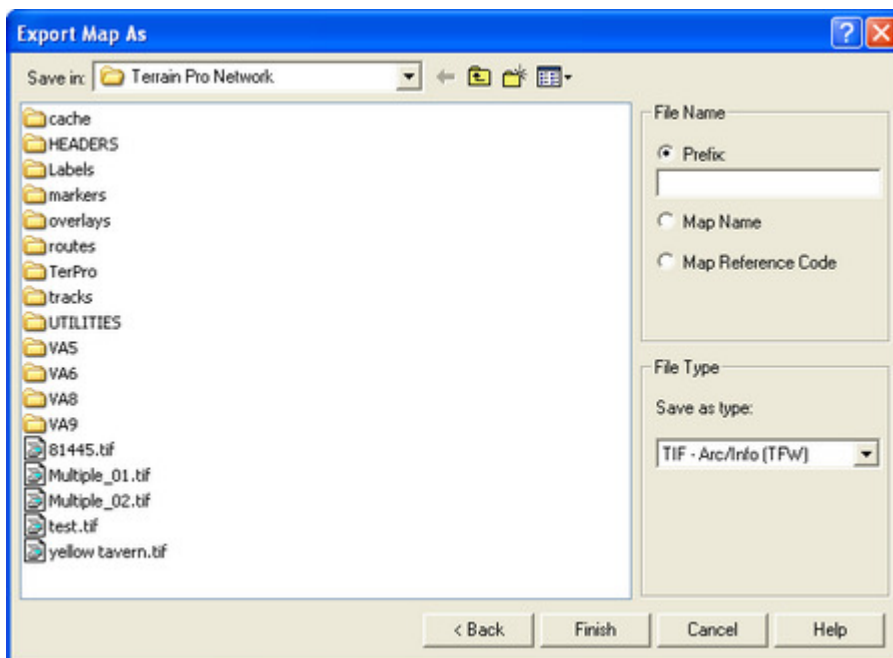 Export Map As
Save in: Terrain Pro Network
cache
HEADERS
Labels
markers
overlays
routes
TerPro
tracks
UTILITIES
VA5
VA6
VA8
VA9
81445.tif
Multiple_01.tif
Multiple_02.tif
test.tif
yellow tavern.tif
File Name
Prefix:
Map Name
Map Reference Code
File Type
Save as type:
TIF - Arc/Info (TFW)
< Back
Finish
Cancel
Help